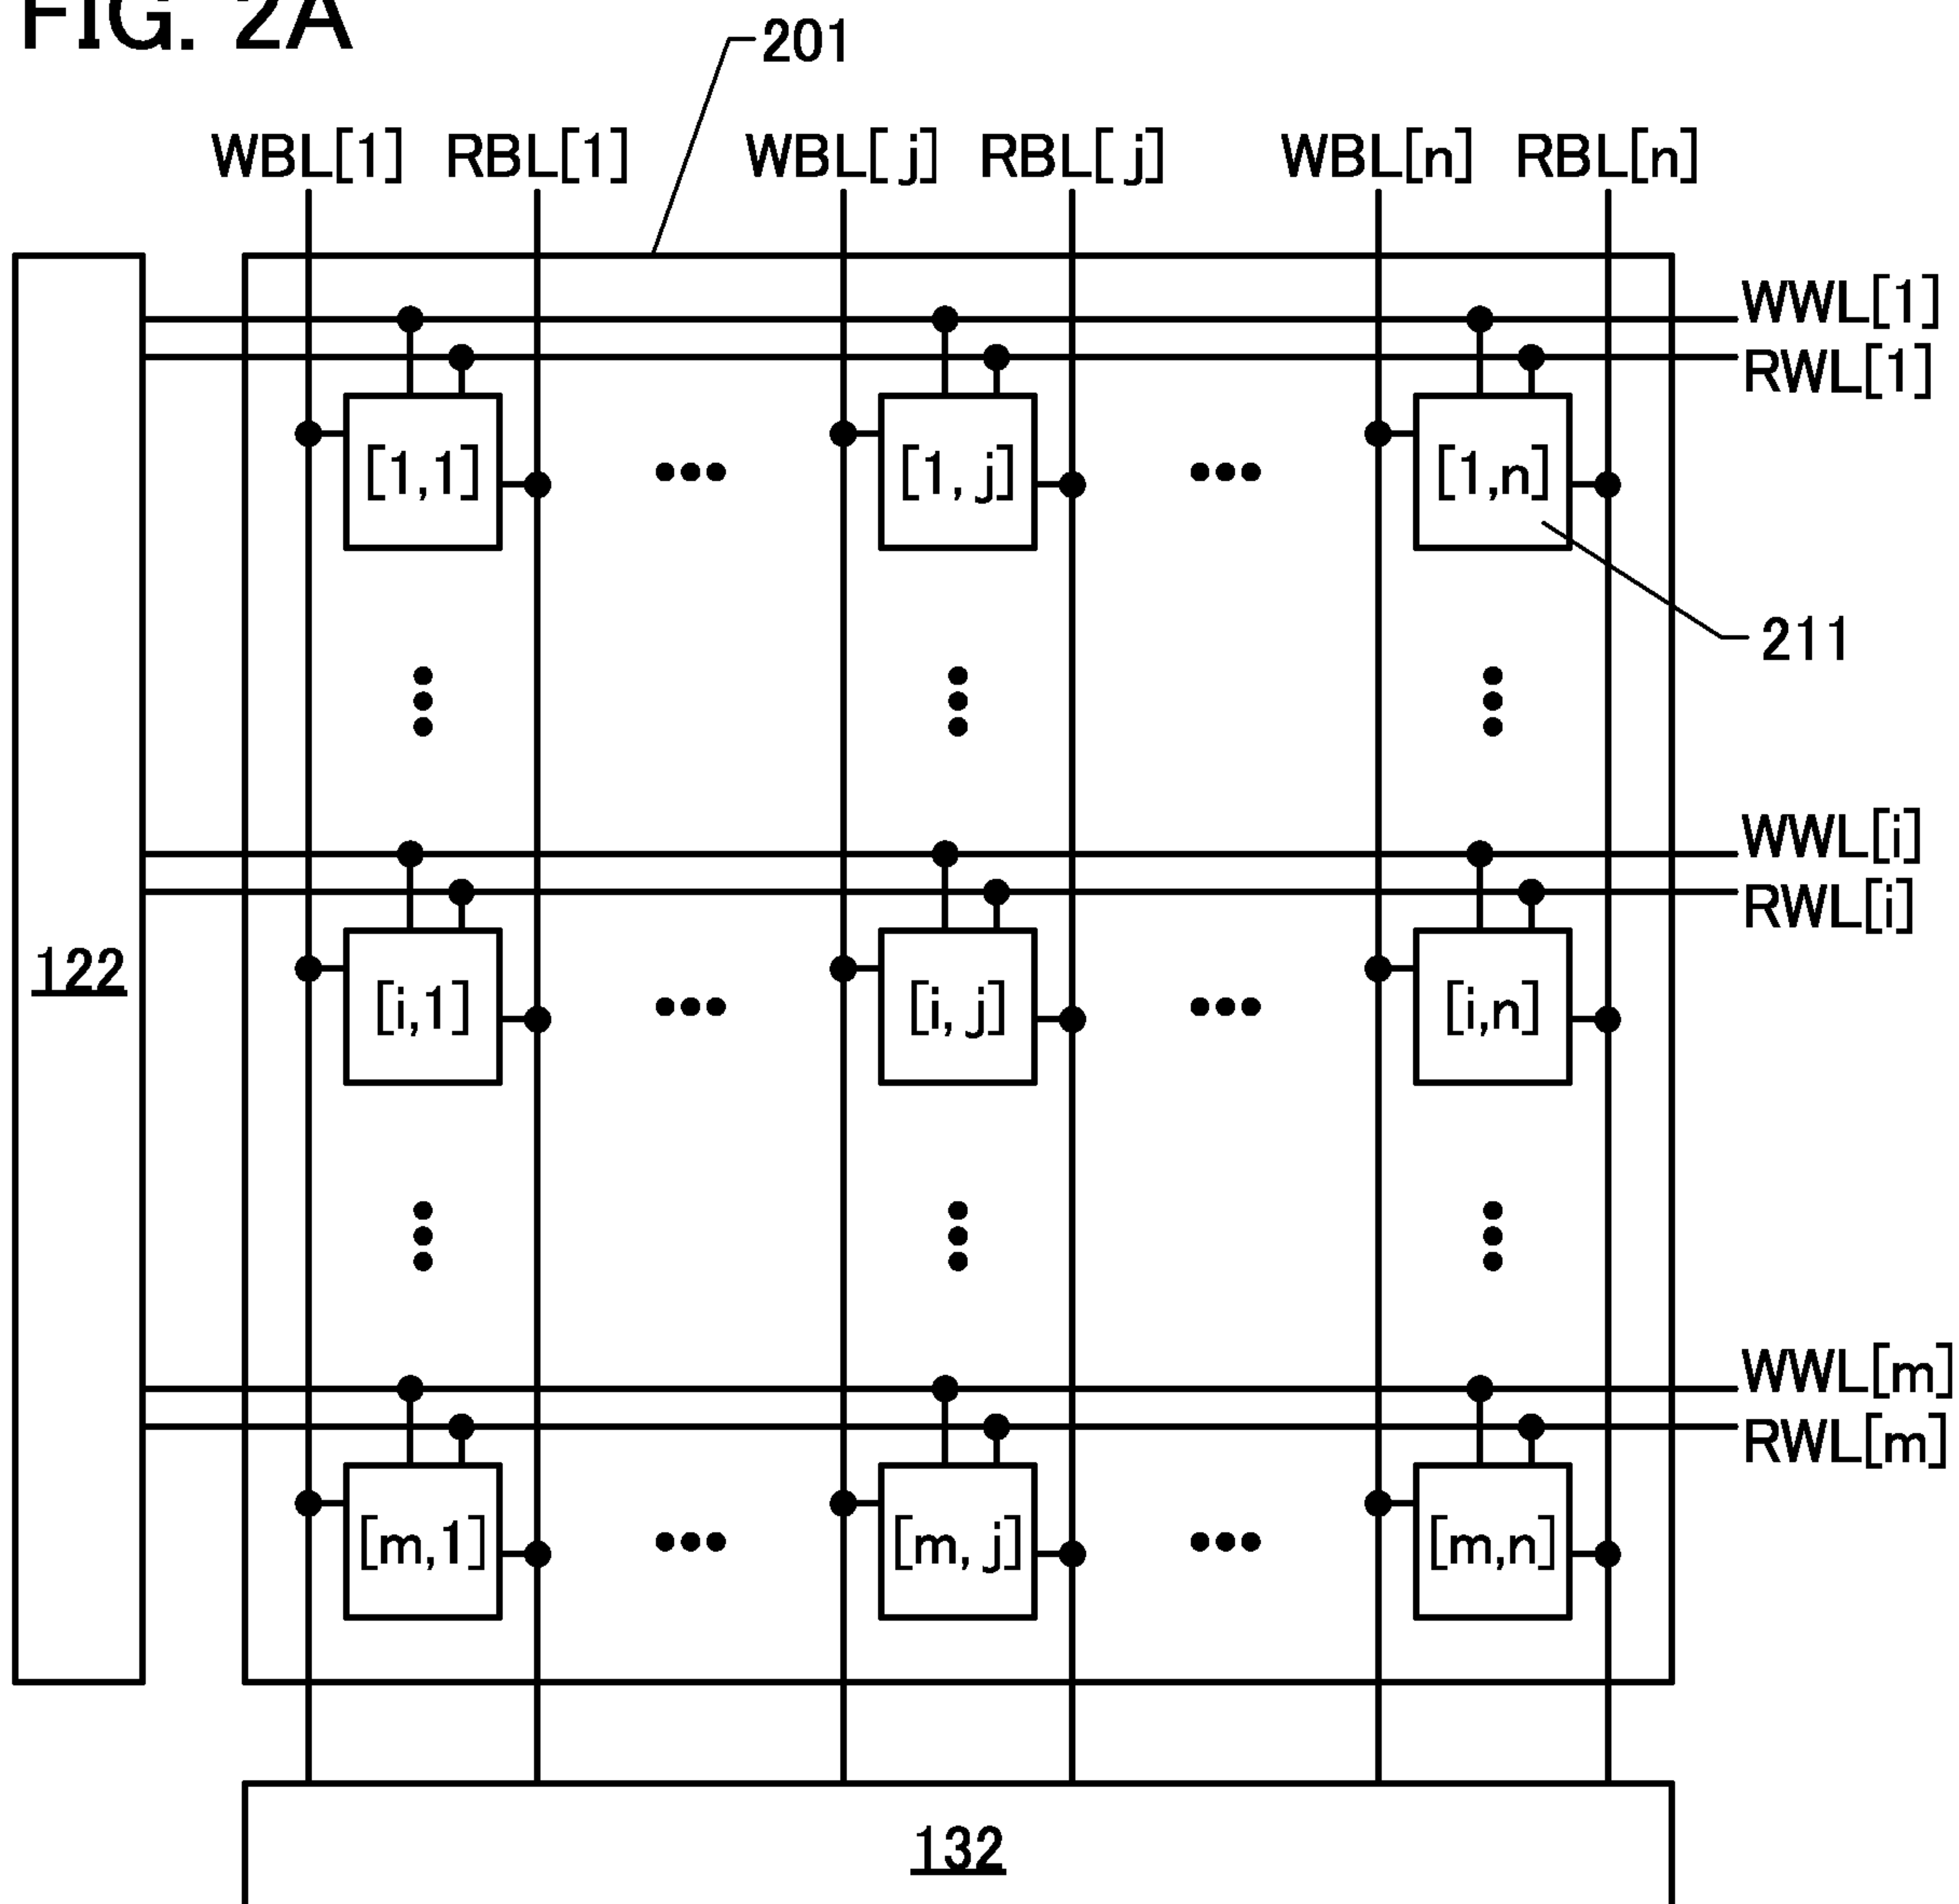 FIG. 2A
201
WBL[1] RBL[1] WBL[j] RBL[j] WBL[n] RBL[n]
WWL[1]
RWL[1]
[1,1] [1,j] [1,n]
211
WWL[i]
RWL[i]
122
[i,1] [i,j] [i,n]
WWL[m]
RWL[m]
[m,1] [m,j] [m,n]
132